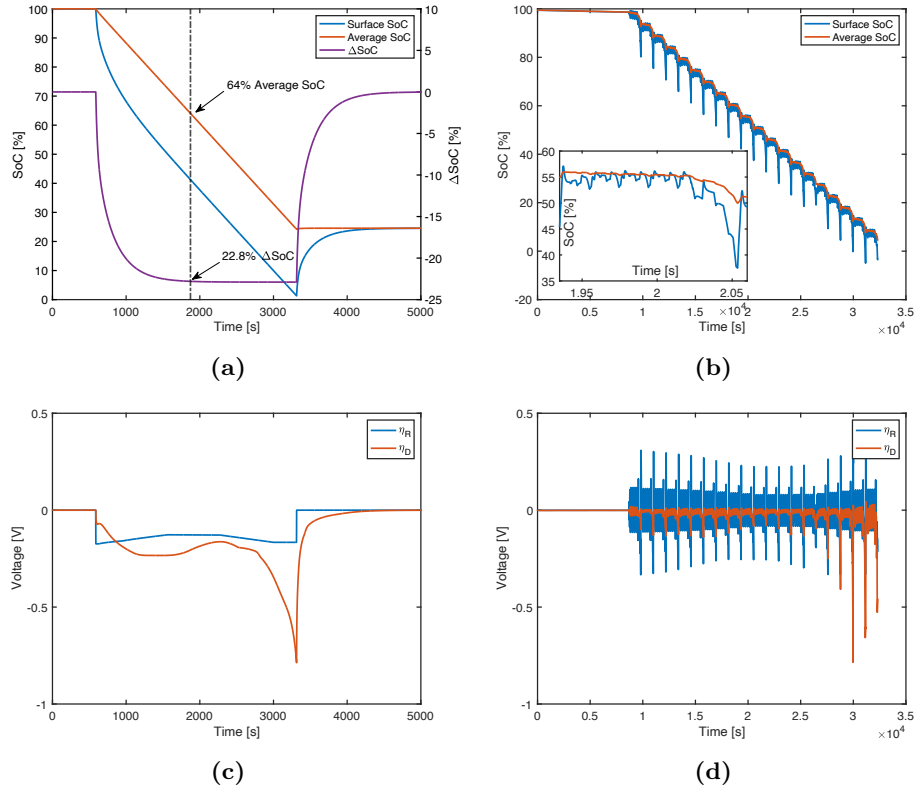 100
90
80
70
60
50
40
30
20
10
0
SoC [%]
0
1000
2000
3000
4000
5000
Time [s]
10
5
0
-5
-10
-15
-20
-25
ΔSoC [%]
Surface SoC
Average SoC
ΔSoC
64% Average SoC
22.8% ΔSoC
(a)
100
80
60
40
20
0
-20
SoC [%]
0
0.5
1
1.5
2
2.5
3
3.5
×10⁴
Time [s]
Surface SoC
Average SoC
60
55
50
45
40
35
SoC [%]
Time [s]
1.95
2
2.05
×10⁴
(b)
0.5
0
-0.5
-1
Voltage [V]
0
1000
2000
3000
4000
5000
Time [s]
η_R
η_D
(c)
0.5
0
-0.5
-1
Voltage [V]
0
0.5
1
1.5
2
2.5
3
3.5
×10⁴
Time [s]
η_R
η_D
(d)